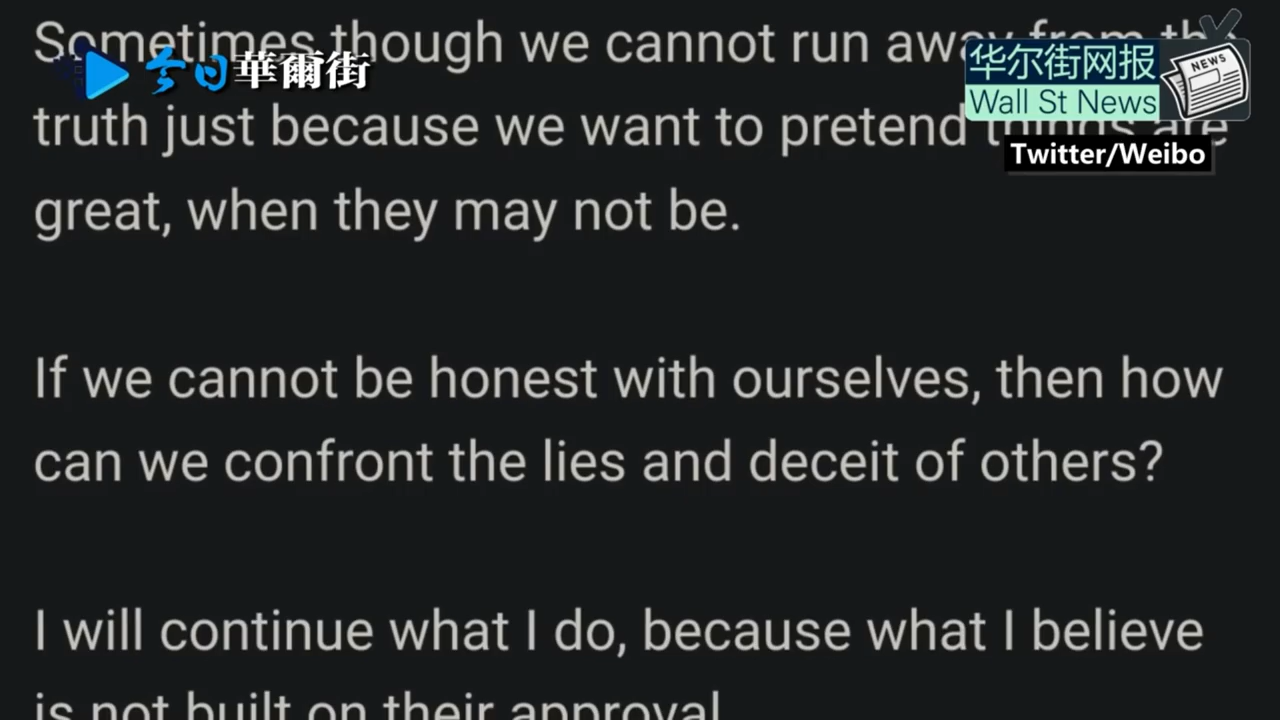 Sometimes though we cannot run away from the
truth just because we want to pretend things are
great, when they may not be.
If we cannot be honest with ourselves, then how
can we confront the lies and deceit of others?
I will continue what I do, because what I believe
is not built on their approval
今日華爾街
华尔街网报
Wall St News
NEWS
Twitter/Weibo